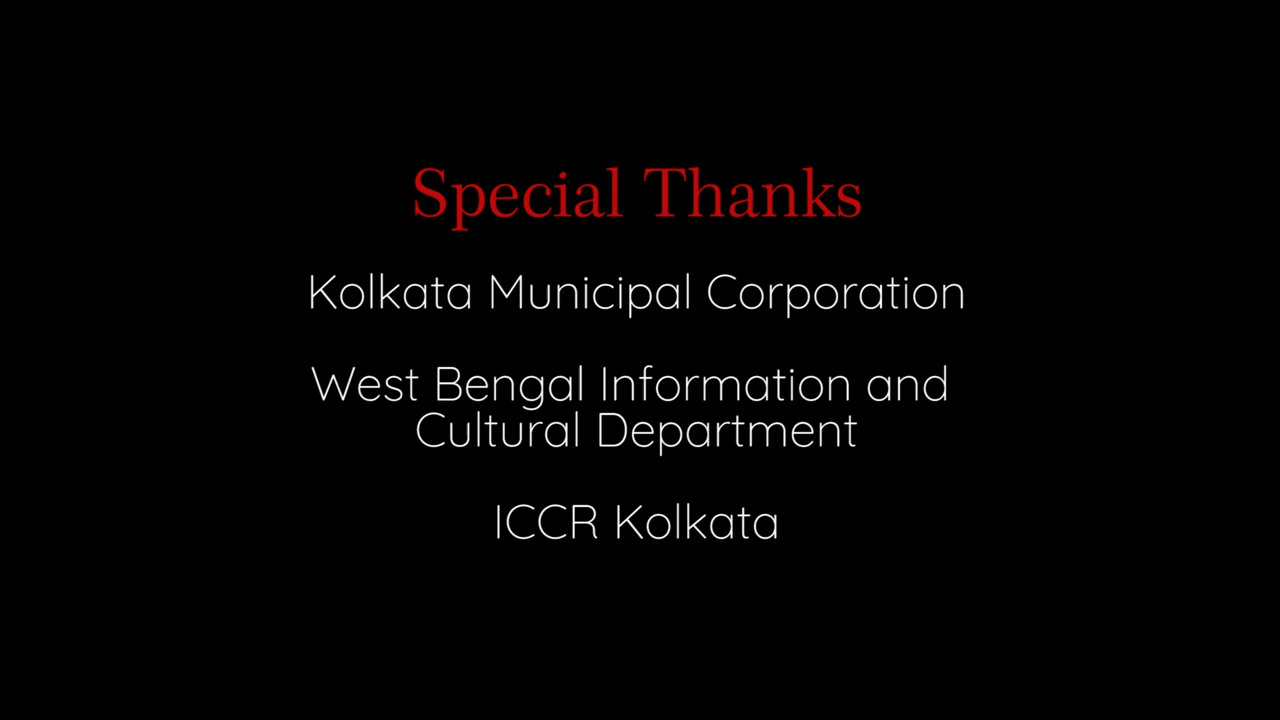 Special Thanks
Kolkata Municipal Corporation
West Bengal Information and
Cultural Department
ICCR Kolkata